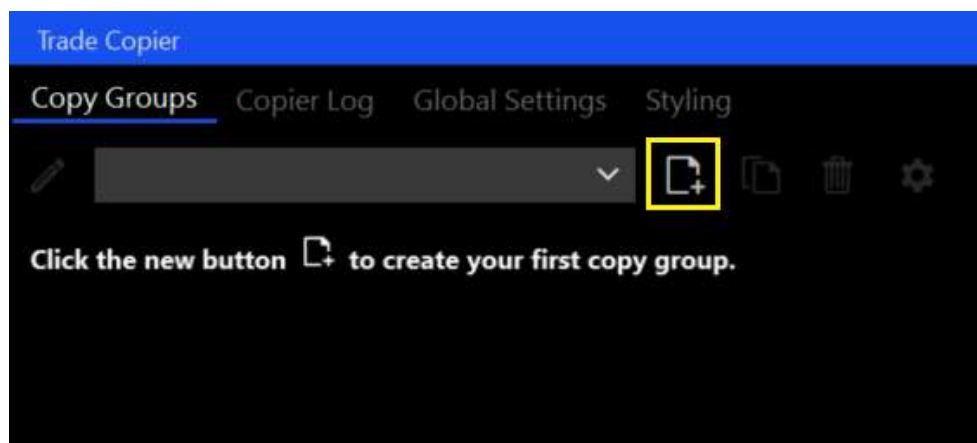 Trade Copier
Copy Groups Copier Log Global Settings Styling
Click the new button to create your first copy group.